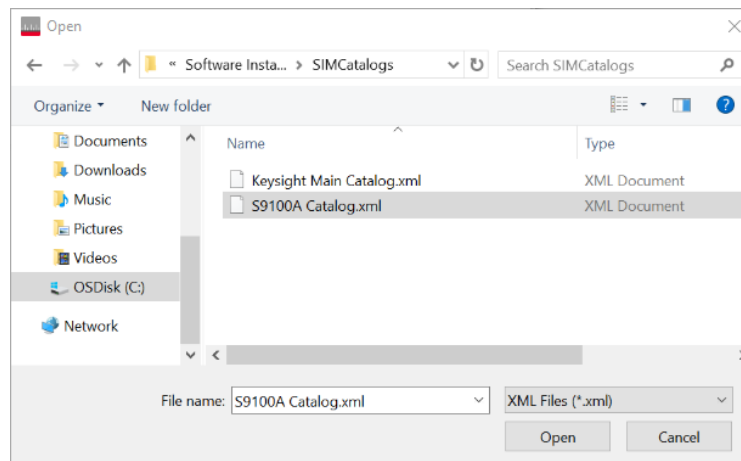 Open
« Software Insta... > SIMCatalogs
Search SIMCatalogs
Organize
New folder
?
Documents
Downloads
Music
Pictures
Videos
OSDisk (C:)
Network
Name
Type
Keysight Main Catalog.xml
XML Document
S9100A Catalog.xml
XML Document
File name:
S9100A Catalog.xml
XML Files (*.xml)
Open
Cancel